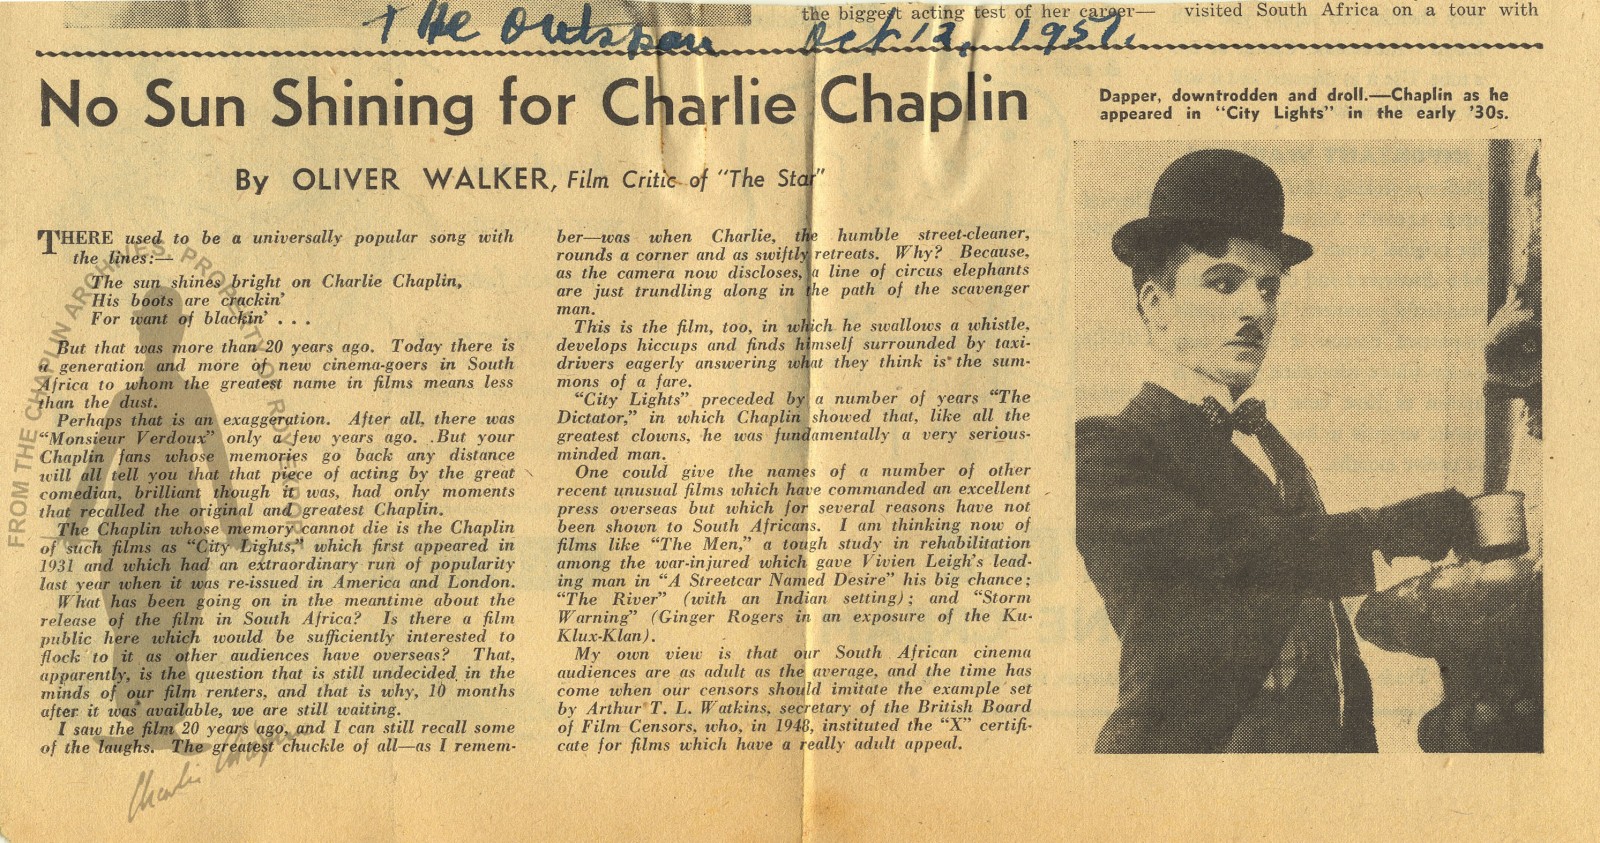 the biggest acting test of her career—
visited South Africa on a tour with
THe Outspan Oct 12, 1951.
No Sun Shining for Charlie Chaplin
By OLIVER WALKER, Film Critic of "The Star"
THERE used to be a universally popular song with
the lines:—
The sun shines bright on Charlie Chaplin,
His boots are crackin'
For want of blackin' . . .
But that was more than 20 years ago. Today there is
a generation and more of new cinema-goers in South
Africa to whom the greatest name in films means less
than the dust.
Perhaps that is an exaggeration. After all, there was
"Monsieur Verdoux" only a few years ago. But your
Chaplin fans whose memories go back any distance
will all tell you that that piece of acting by the great
comedian, brilliant though it was, had only moments
that recalled the original and greatest Chaplin.
The Chaplin whose memory cannot die is the Chaplin
of such films as "City Lights," which first appeared in
1931 and which had an extraordinary run of popularity
last year when it was re-issued in America and London.
What has been going on in the meantime about the
release of the film in South Africa? Is there a film
public here which would be sufficiently interested to
flock to it as other audiences have overseas? That,
apparently, is the question that is still undecided in the
minds of our film renters, and that is why, 10 months
after it was available, we are still waiting.
I saw the film 20 years ago, and I can still recall some
of the laughs. The greatest chuckle of all—as I remem-
ber—was when Charlie, the humble street-cleaner,
rounds a corner and as swiftly retreats. Why? Because,
as the camera now discloses, a line of circus elephants
are just trundling along in the path of the scavenger
man.
This is the film, too, in which he swallows a whistle,
develops hiccups and finds himself surrounded by taxi-
drivers eagerly answering what they think is the sum-
mons of a fare.
"City Lights" preceded by a number of years "The
Dictator," in which Chaplin showed that, like all the
greatest clowns, he was fundamentally a very serious-
minded man.
One could give the names of a number of other
recent unusual films which have commanded an excellent
press overseas but which for several reasons have not
been shown to South Africans. I am thinking now of
films like "The Men," a tough study in rehabilitation
among the war-injured which gave Vivien Leigh's lead-
ing man in "A Streetcar Named Desire" his big chance;
"The River" (with an Indian setting); and "Storm
Warning" (Ginger Rogers in an exposure of the Ku-
Klux-Klan).
My own view is that our South African cinema
audiences are as adult as the average, and the time has
come when our censors should imitate the example set
by Arthur T. L. Watkins, secretary of the British Board
of Film Censors, who, in 1948, instituted the "X" certifi-
cate for films which have a really adult appeal.
Dapper, downtrodden and droll.—Chaplin as he
appeared in "City Lights" in the early '30s.
FROM THE CHAPLIN ARCHIVES, PROPERTY OF ROY EXPORT
Charlie Chaplin